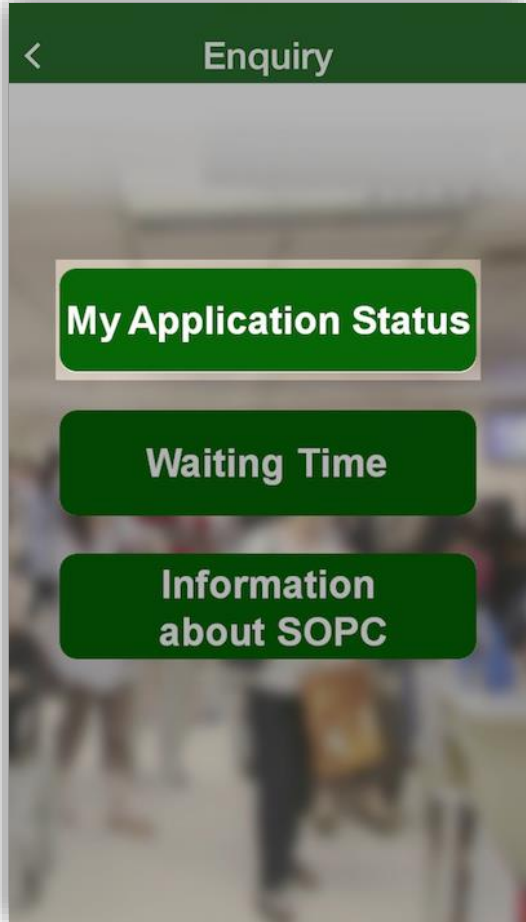 Enquiry
My Application Status
Waiting Time
Information
about SOPC